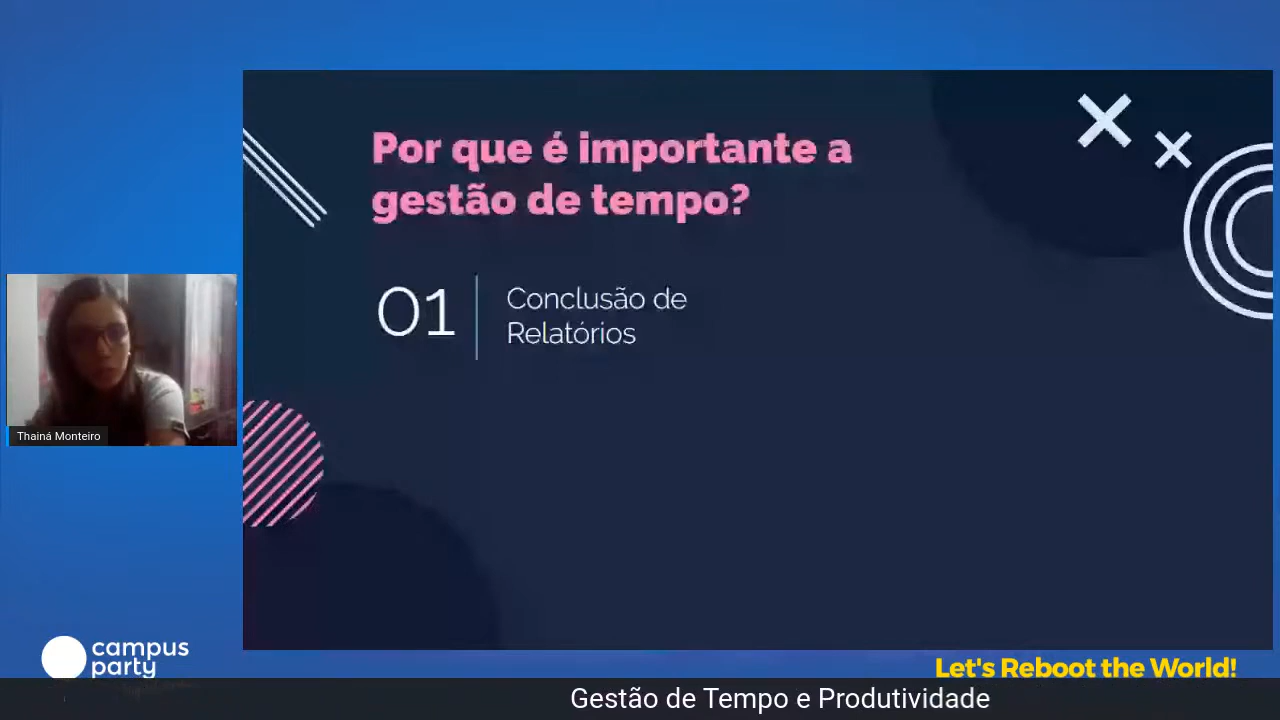 Por que é importante a
gestão de tempo?
01
Conclusão de
Relatórios
Thainá Monteiro
campus
party
Let's Reboot the World!
Gestão de Tempo e Produtividade